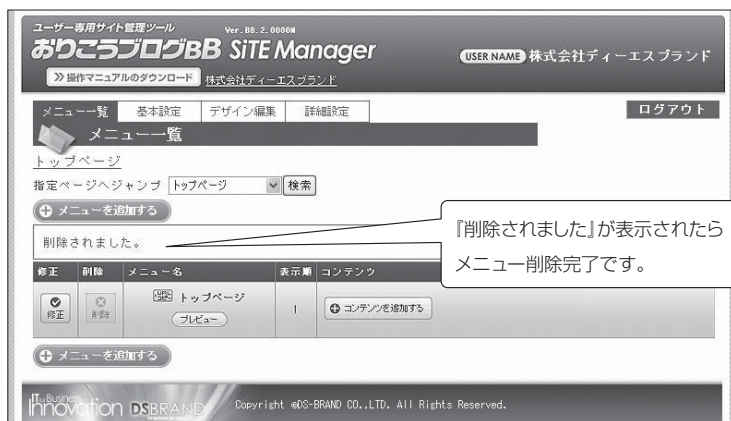 ユーザー専用サイト管理ツール Ver.BB.2.0000M
おりこうブログBB SiTE Manager
USER NAME 株式会社ディーエスブランド
≫操作マニュアルのダウンロード 株式会社ディーエスブランド
メニュー一覧 基本設定 デザイン編集 詳細設定 ログアウト
メニュー一覧
トップページ
指定ページへジャンプ トップページ 検索
メニューを追加する
『削除されました』が表示されたら
メニュー削除完了です。
削除されました。
修正 削除 メニュー名 表示順 コンテンツ
修正 削除 トップページ 1 コンテンツを追加する
プレビュー
メニューを追加する
IT to Business
Innovation DSBRAND Copyright ©DS-BRAND CO.,LTD. All Rights Reserved.